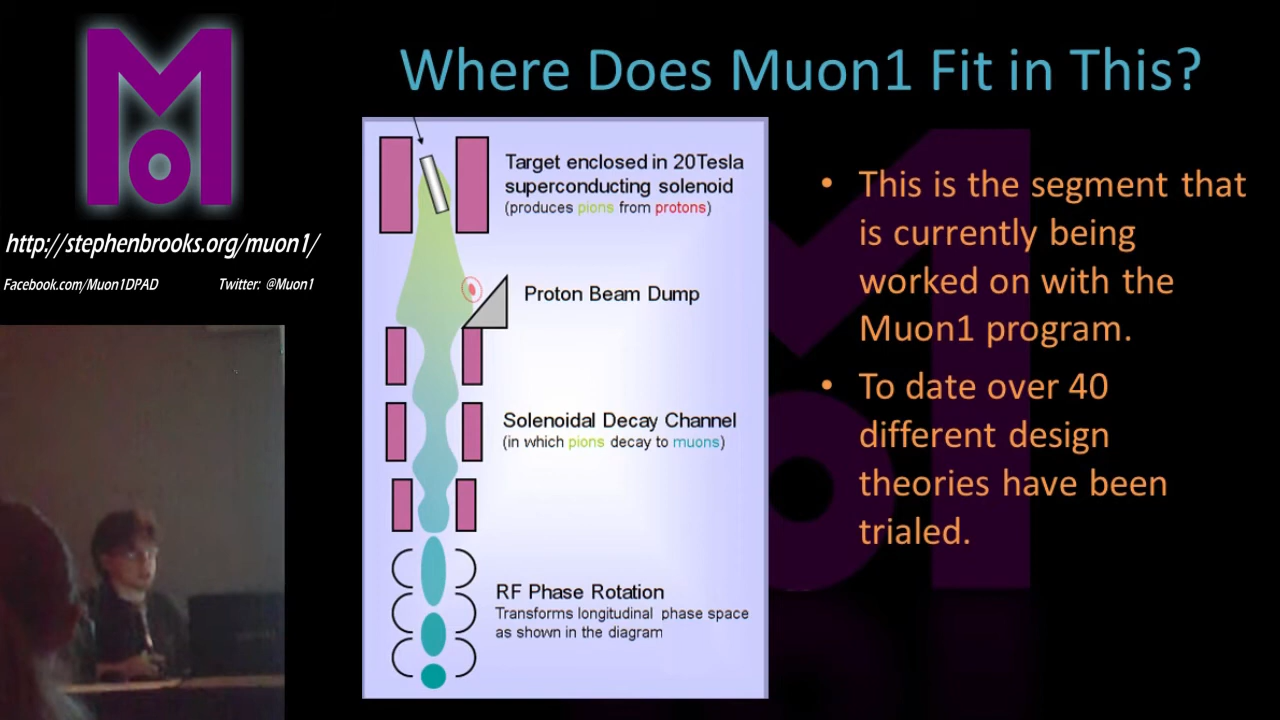 Where Does Muon1 Fit in This?
http://stephenbrooks.org/muon1/
Facebook.com/Muon1DPAD Twitter: @Muon1
Target enclosed in 20Tesla
superconducting solenoid
(produces pions from protons)
Proton Beam Dump
Solenoidal Decay Channel
(in which pions decay to muons)
RF Phase Rotation
Transforms longitudinal phase space
as shown in the diagram
• This is the segment that
is currently being
worked on with the
Muon1 program.
• To date over 40
different design
theories have been
trialed.